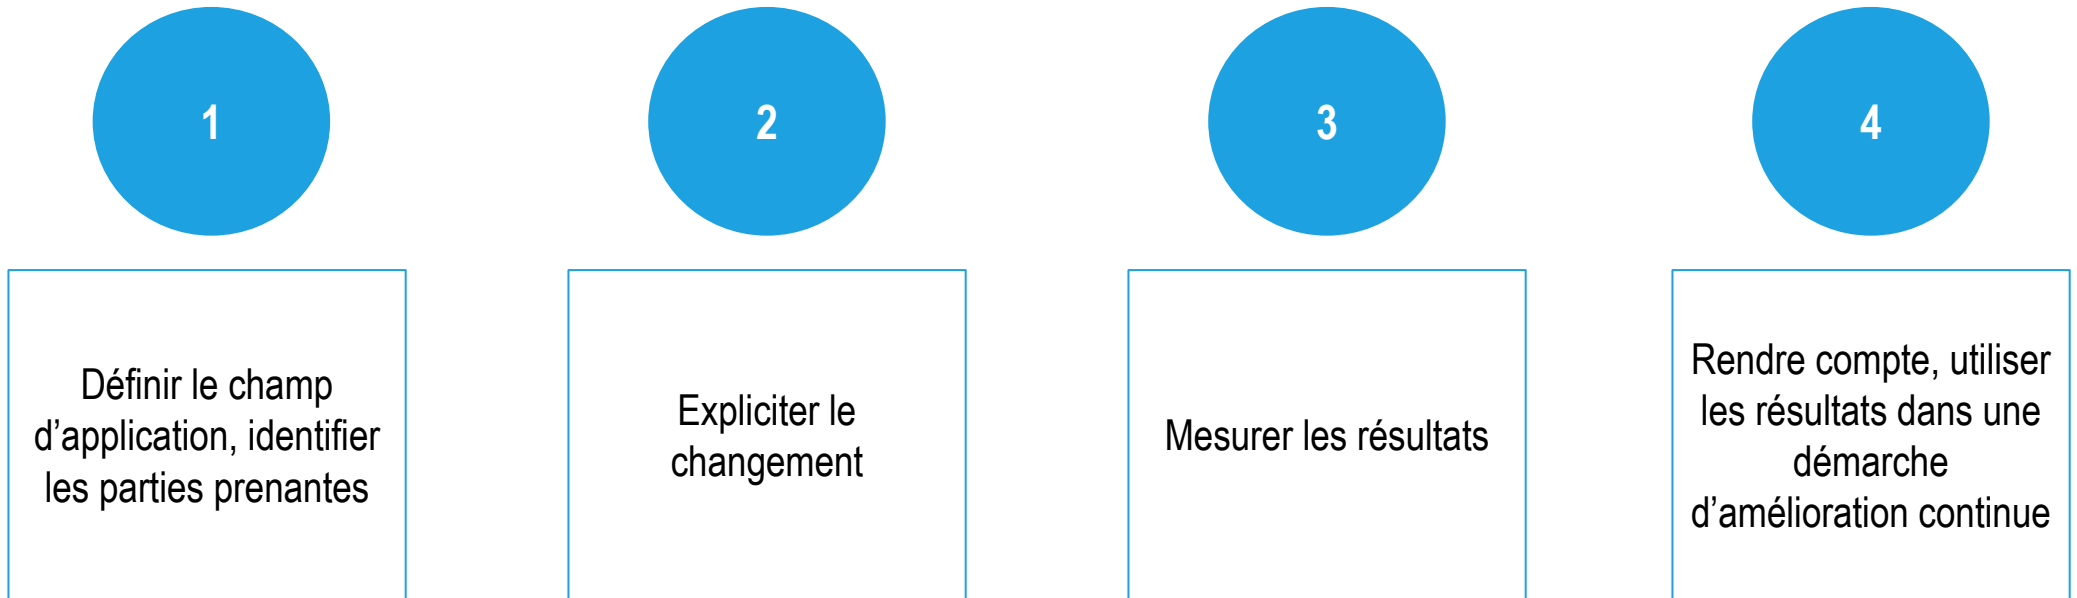 1
2
3
4
Définir le champ
d’application, identifier
les parties prenantes
Expliciter le
changement
Mesurer les résultats
Rendre compte, utiliser
les résultats dans une
démarche
d’amélioration continue